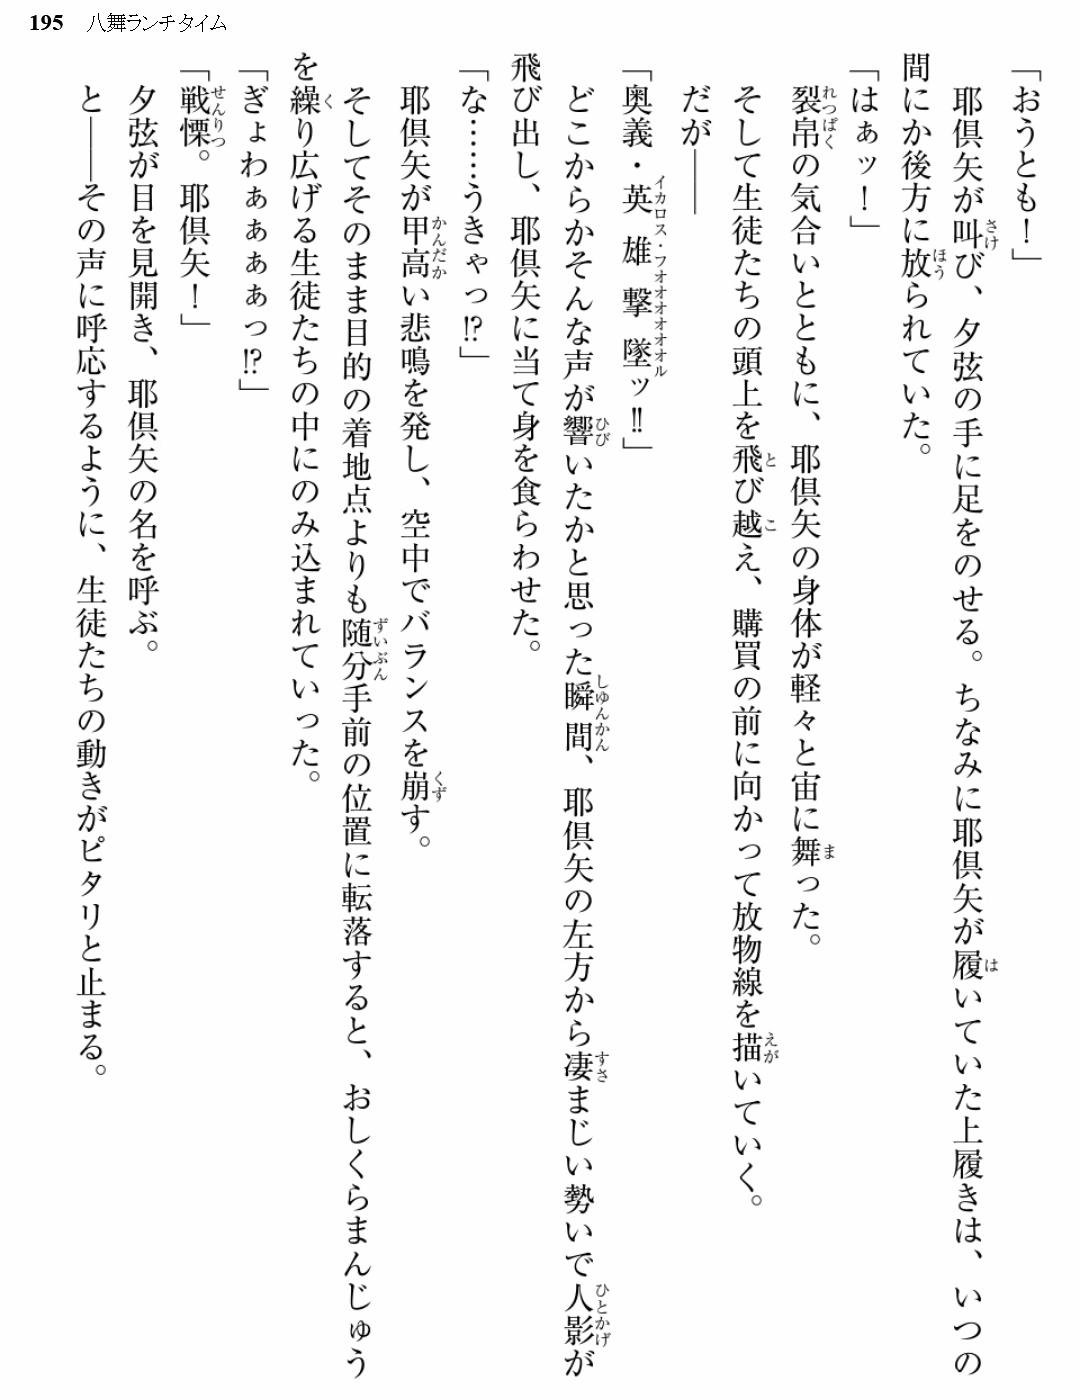 195 八舞ランチタイム
「おうとも！」
耶倶矢が叫び、夕弦の手に足をのせる。ちなみに耶倶矢が履いていた上履きは、いつの
間にか後方に放られていた。
「はぁッ！」
裂帛の気合いとともに、耶倶矢の身体が軽々と宙に舞った。
そして生徒たちの頭上を飛び越え、購買の前に向かって放物線を描いていく。
だが――
「奥義・英雄撃墜ッ‼」
どこからかそんな声が響いたかと思った瞬間、耶倶矢の左方から凄まじい勢いで人影が
飛び出し、耶倶矢に当て身を食らわせた。
「な……うきゃっ⁉」
耶倶矢が甲高い悲鳴を発し、空中でバランスを崩す。
そしてそのまま目的の着地点よりも随分手前の位置に転落すると、おしくらまんじゅう
を繰り広げる生徒たちの中にのみ込まれていった。
「ぎょわぁぁぁぁっ⁉」
「戦慄。耶倶矢！」
夕弦が目を見開き、耶倶矢の名を呼ぶ。
と――その声に呼応するように、生徒たちの動きがピタリと止まる。